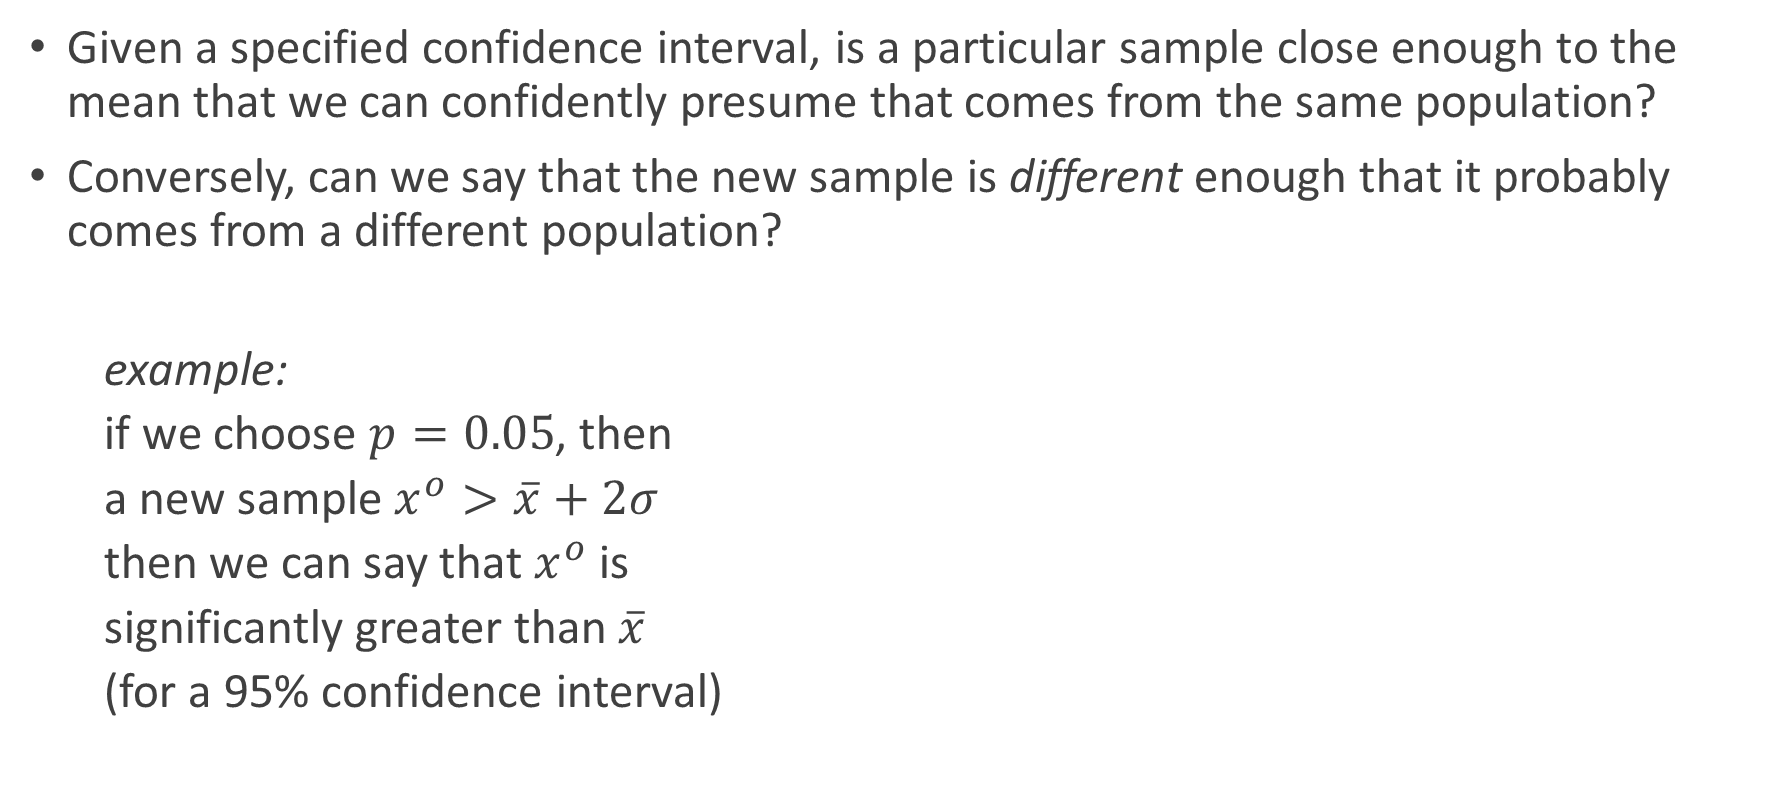 • Given a specified confidence interval, is a particular sample close enough to the
mean that we can confidently presume that comes from the same population?
• Conversely, can we say that the new sample is different enough that it probably
comes from a different population?
example:
if we choose p = 0.05, then
a new sample xᵒ > x̄ + 2σ
then we can say that xᵒ is
significantly greater than x̄
(for a 95% confidence interval)